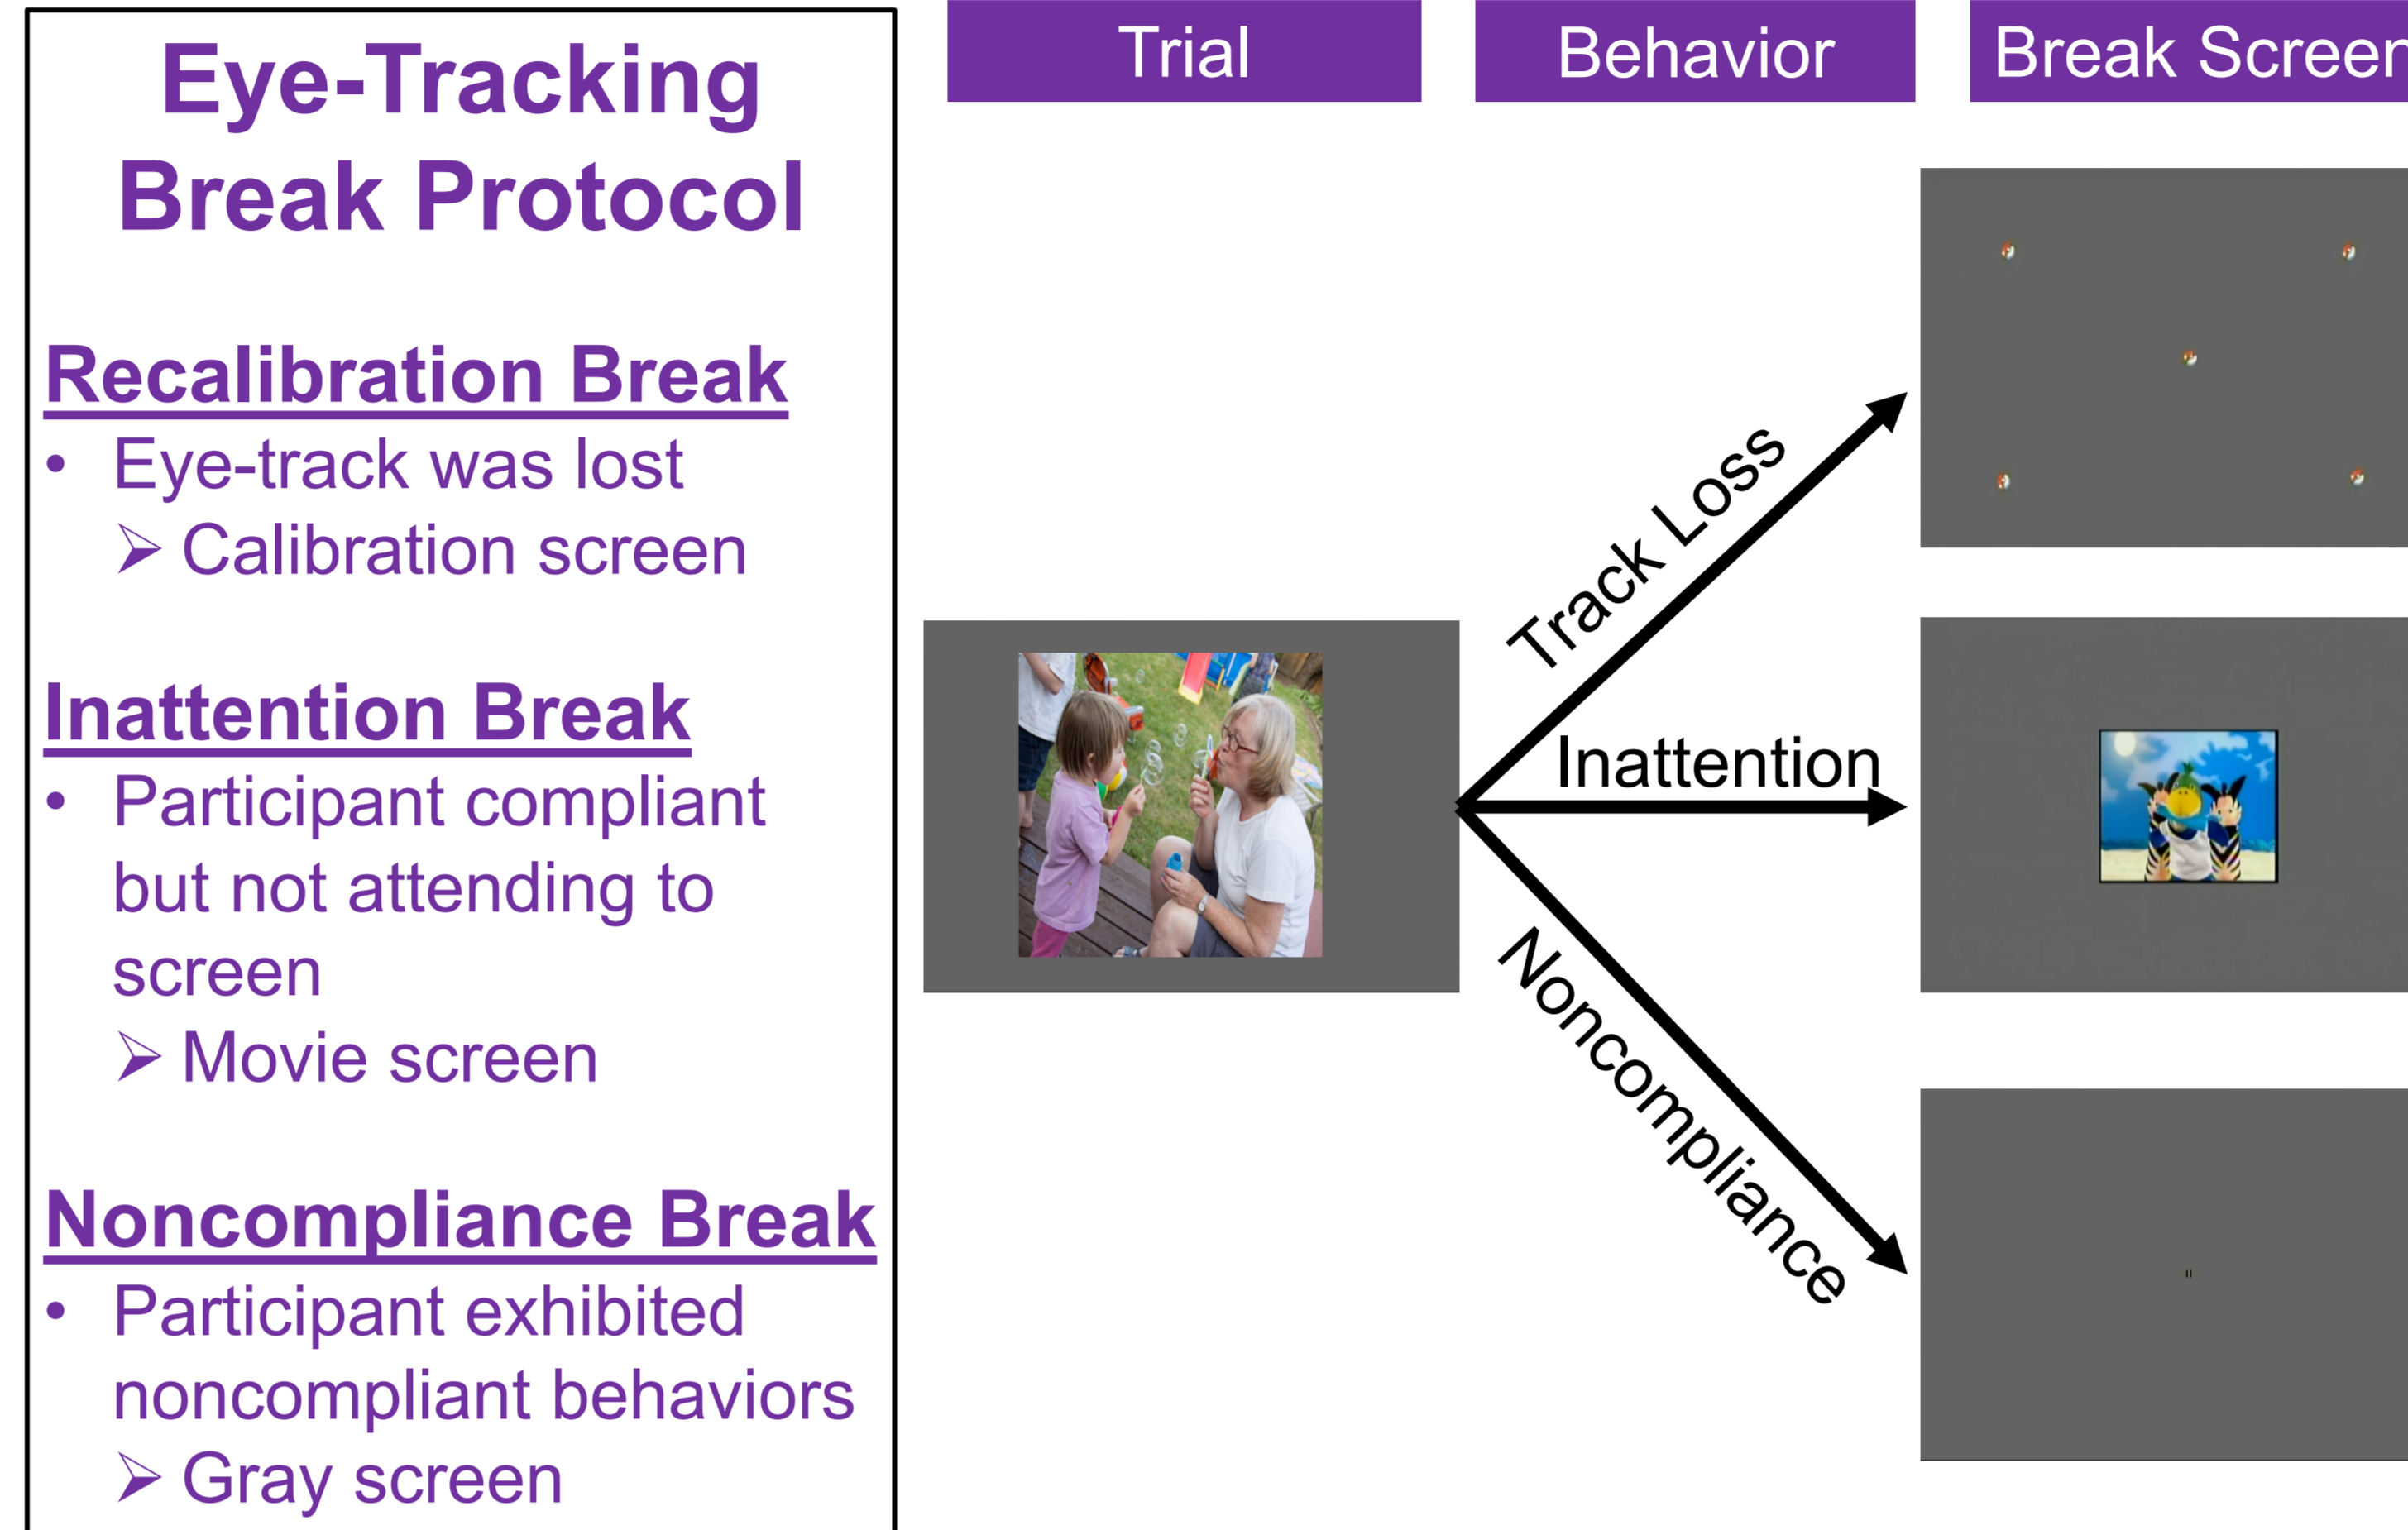 Eye-Tracking
Break Protocol
Recalibration Break
• Eye-track was lost
➢ Calibration screen
Inattention Break
• Participant compliant
but not attending to
screen
➢ Movie screen
Noncompliance Break
• Participant exhibited
noncompliant behaviors
➢ Gray screen
Trial
Behavior
Break Screen
Track Loss
Inattention
Noncompliance